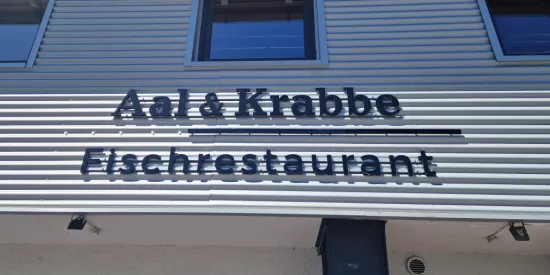 Aal & Krabbe
Fischrestaurant